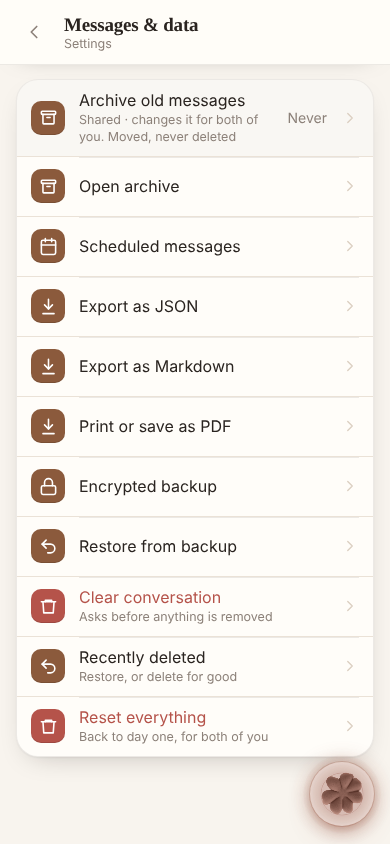 Messages & data
Settings
Archive old messages
Shared · changes it for both of
you. Moved, never deleted
Never
Open archive
Scheduled messages
Export as JSON
Export as Markdown
Print or save as PDF
Encrypted backup
Restore from backup
Clear conversation
Asks before anything is removed
Recently deleted
Restore, or delete for good
Reset everything
Back to day one, for both of you